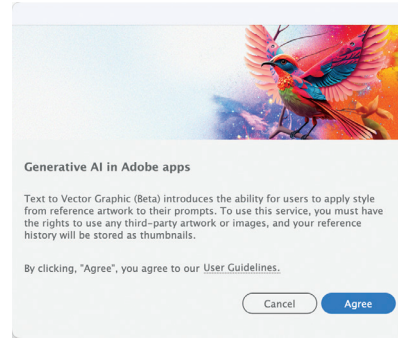 Generative AI in Adobe apps
Text to Vector Graphic (Beta) introduces the ability for users to apply style
from reference artwork to their prompts. To use this service, you must have
the rights to use any third-party artwork or images, and your reference
history will be stored as thumbnails.
By clicking, "Agree", you agree to our User Guidelines.
Cancel Agree